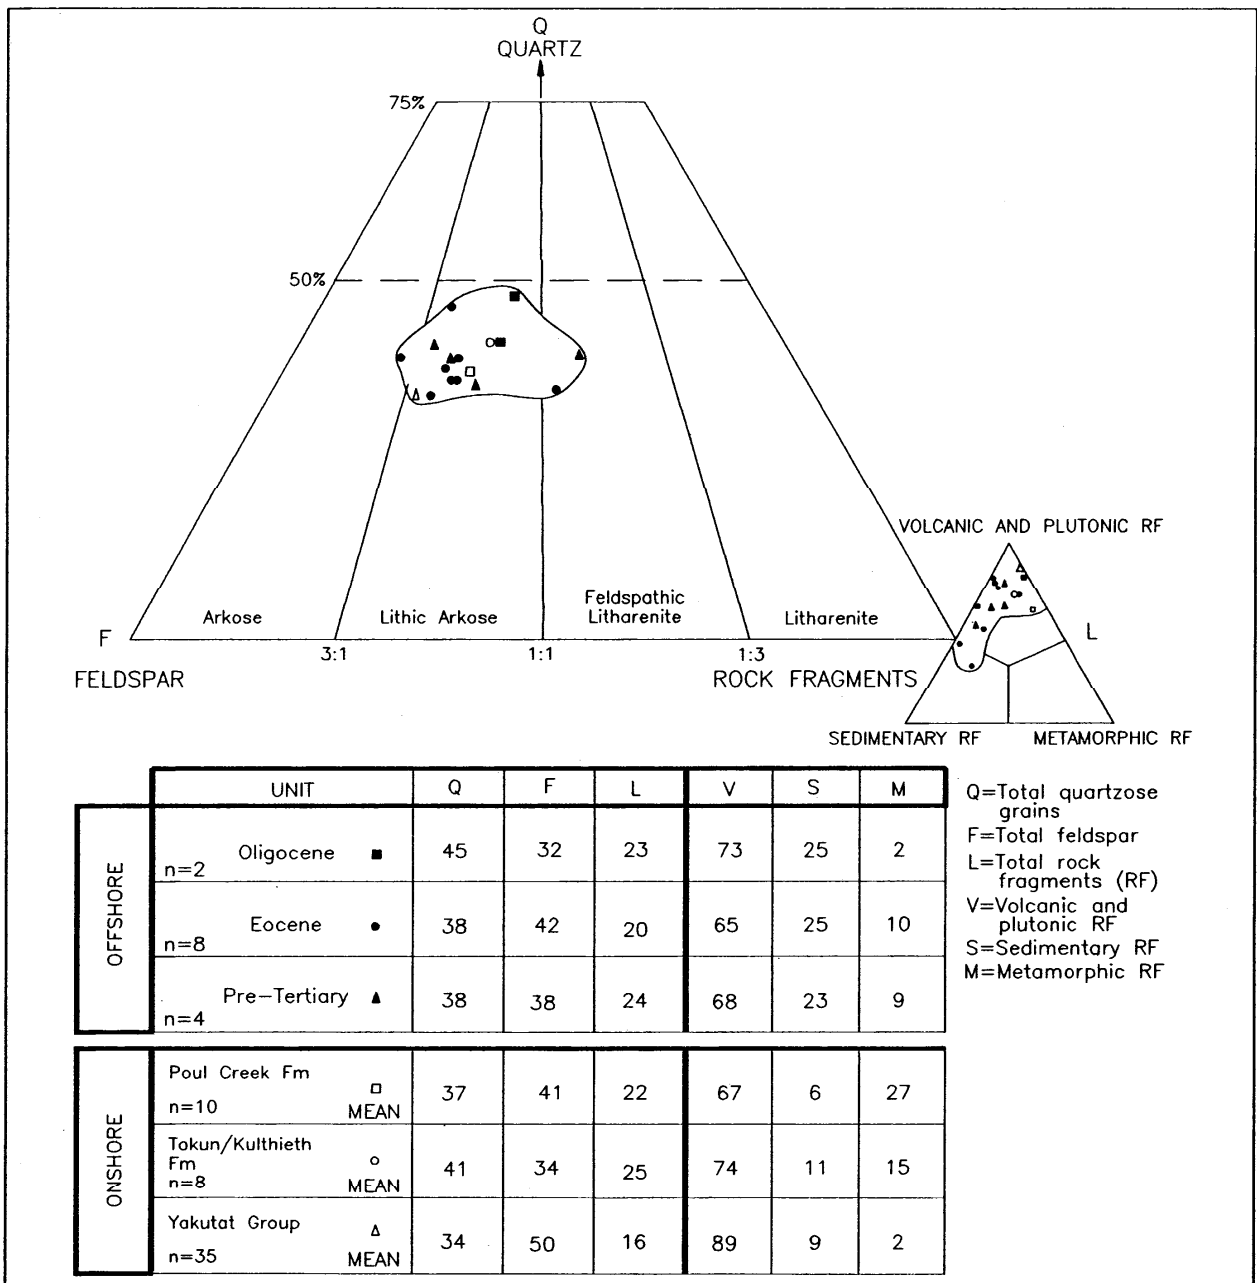 Q
QUARTZ
75%
50%
VOLCANIC AND PLUTONIC RF
Arkose
Lithic Arkose
Feldspathic
Litharenite
Litharenite
F
L
3:1
1:1
1:3
FELDSPAR
ROCK FRAGMENTS
SEDIMENTARY RF
METAMORPHIC RF
UNIT Q F L V S M
OFFSHORE
Oligocene ■ 45 32 23 73 25 2
n=2
Eocene ● 38 42 20 65 25 10
n=8
Pre-Tertiary ▲ 38 38 24 68 23 9
n=4
ONSHORE
Poul Creek Fm □ 37 41 22 67 6 27
n=10 MEAN
Tokun/Kulthieth
Fm ○ 41 34 25 74 11 15
n=8 MEAN
Yakutat Group △ 34 50 16 89 9 2
n=35 MEAN
Q=Total quartzose
grains
F=Total feldspar
L=Total rock
fragments (RF)
V=Volcanic and
plutonic RF
S=Sedimentary RF
M=Metamorphic RF